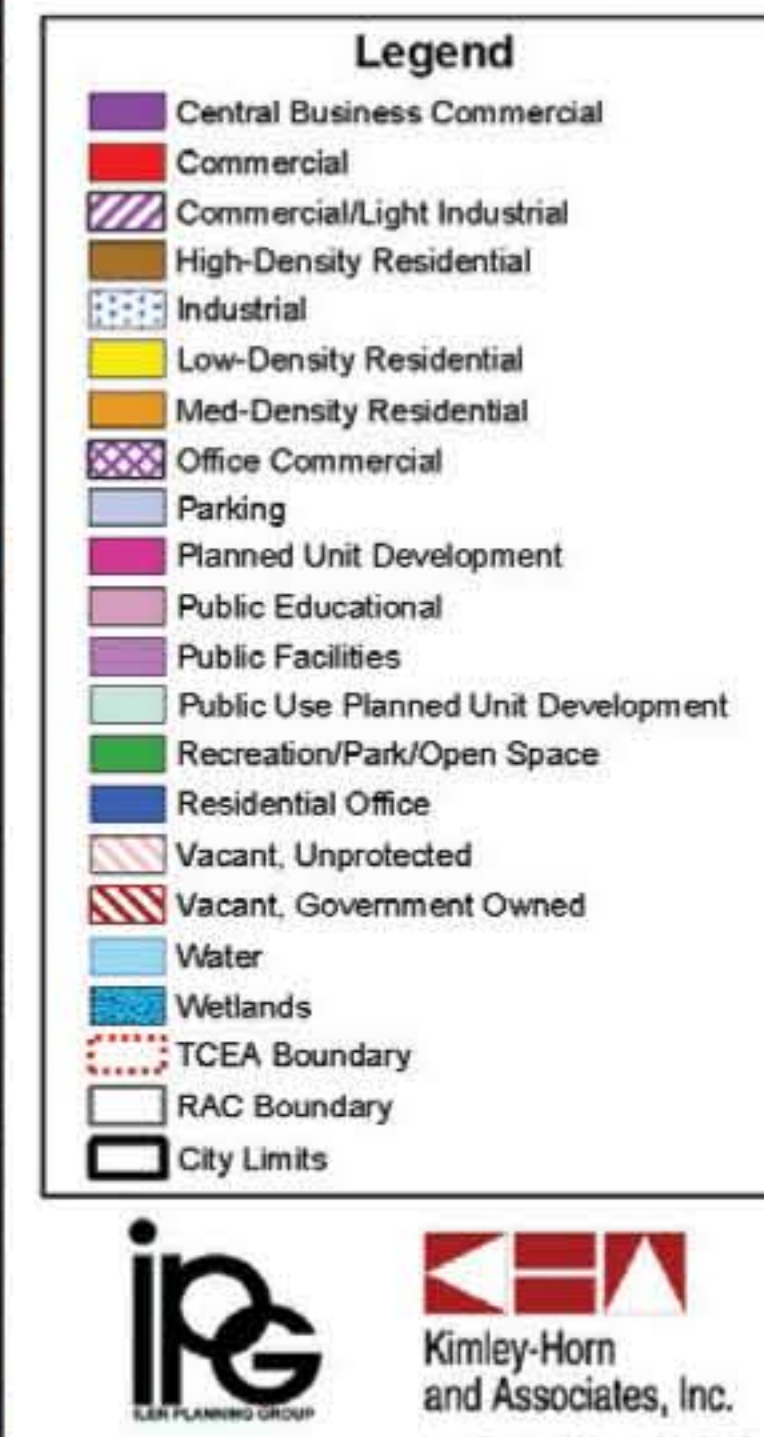 Legend
Central Business Commercial
Commercial
Commercial/Light Industrial
High-Density Residential
Industrial
Low-Density Residential
Med-Density Residential
Office Commercial
Parking
Planned Unit Development
Public Educational
Public Facilities
Public Use Planned Unit Development
Recreation/Park/Open Space
Residential Office
Vacant, Unprotected
Vacant, Government Owned
Water
Wetlands
TCEA Boundary
RAC Boundary
City Limits
iPG
ILER PLANNING GROUP
Kimley-Horn
and Associates, Inc.